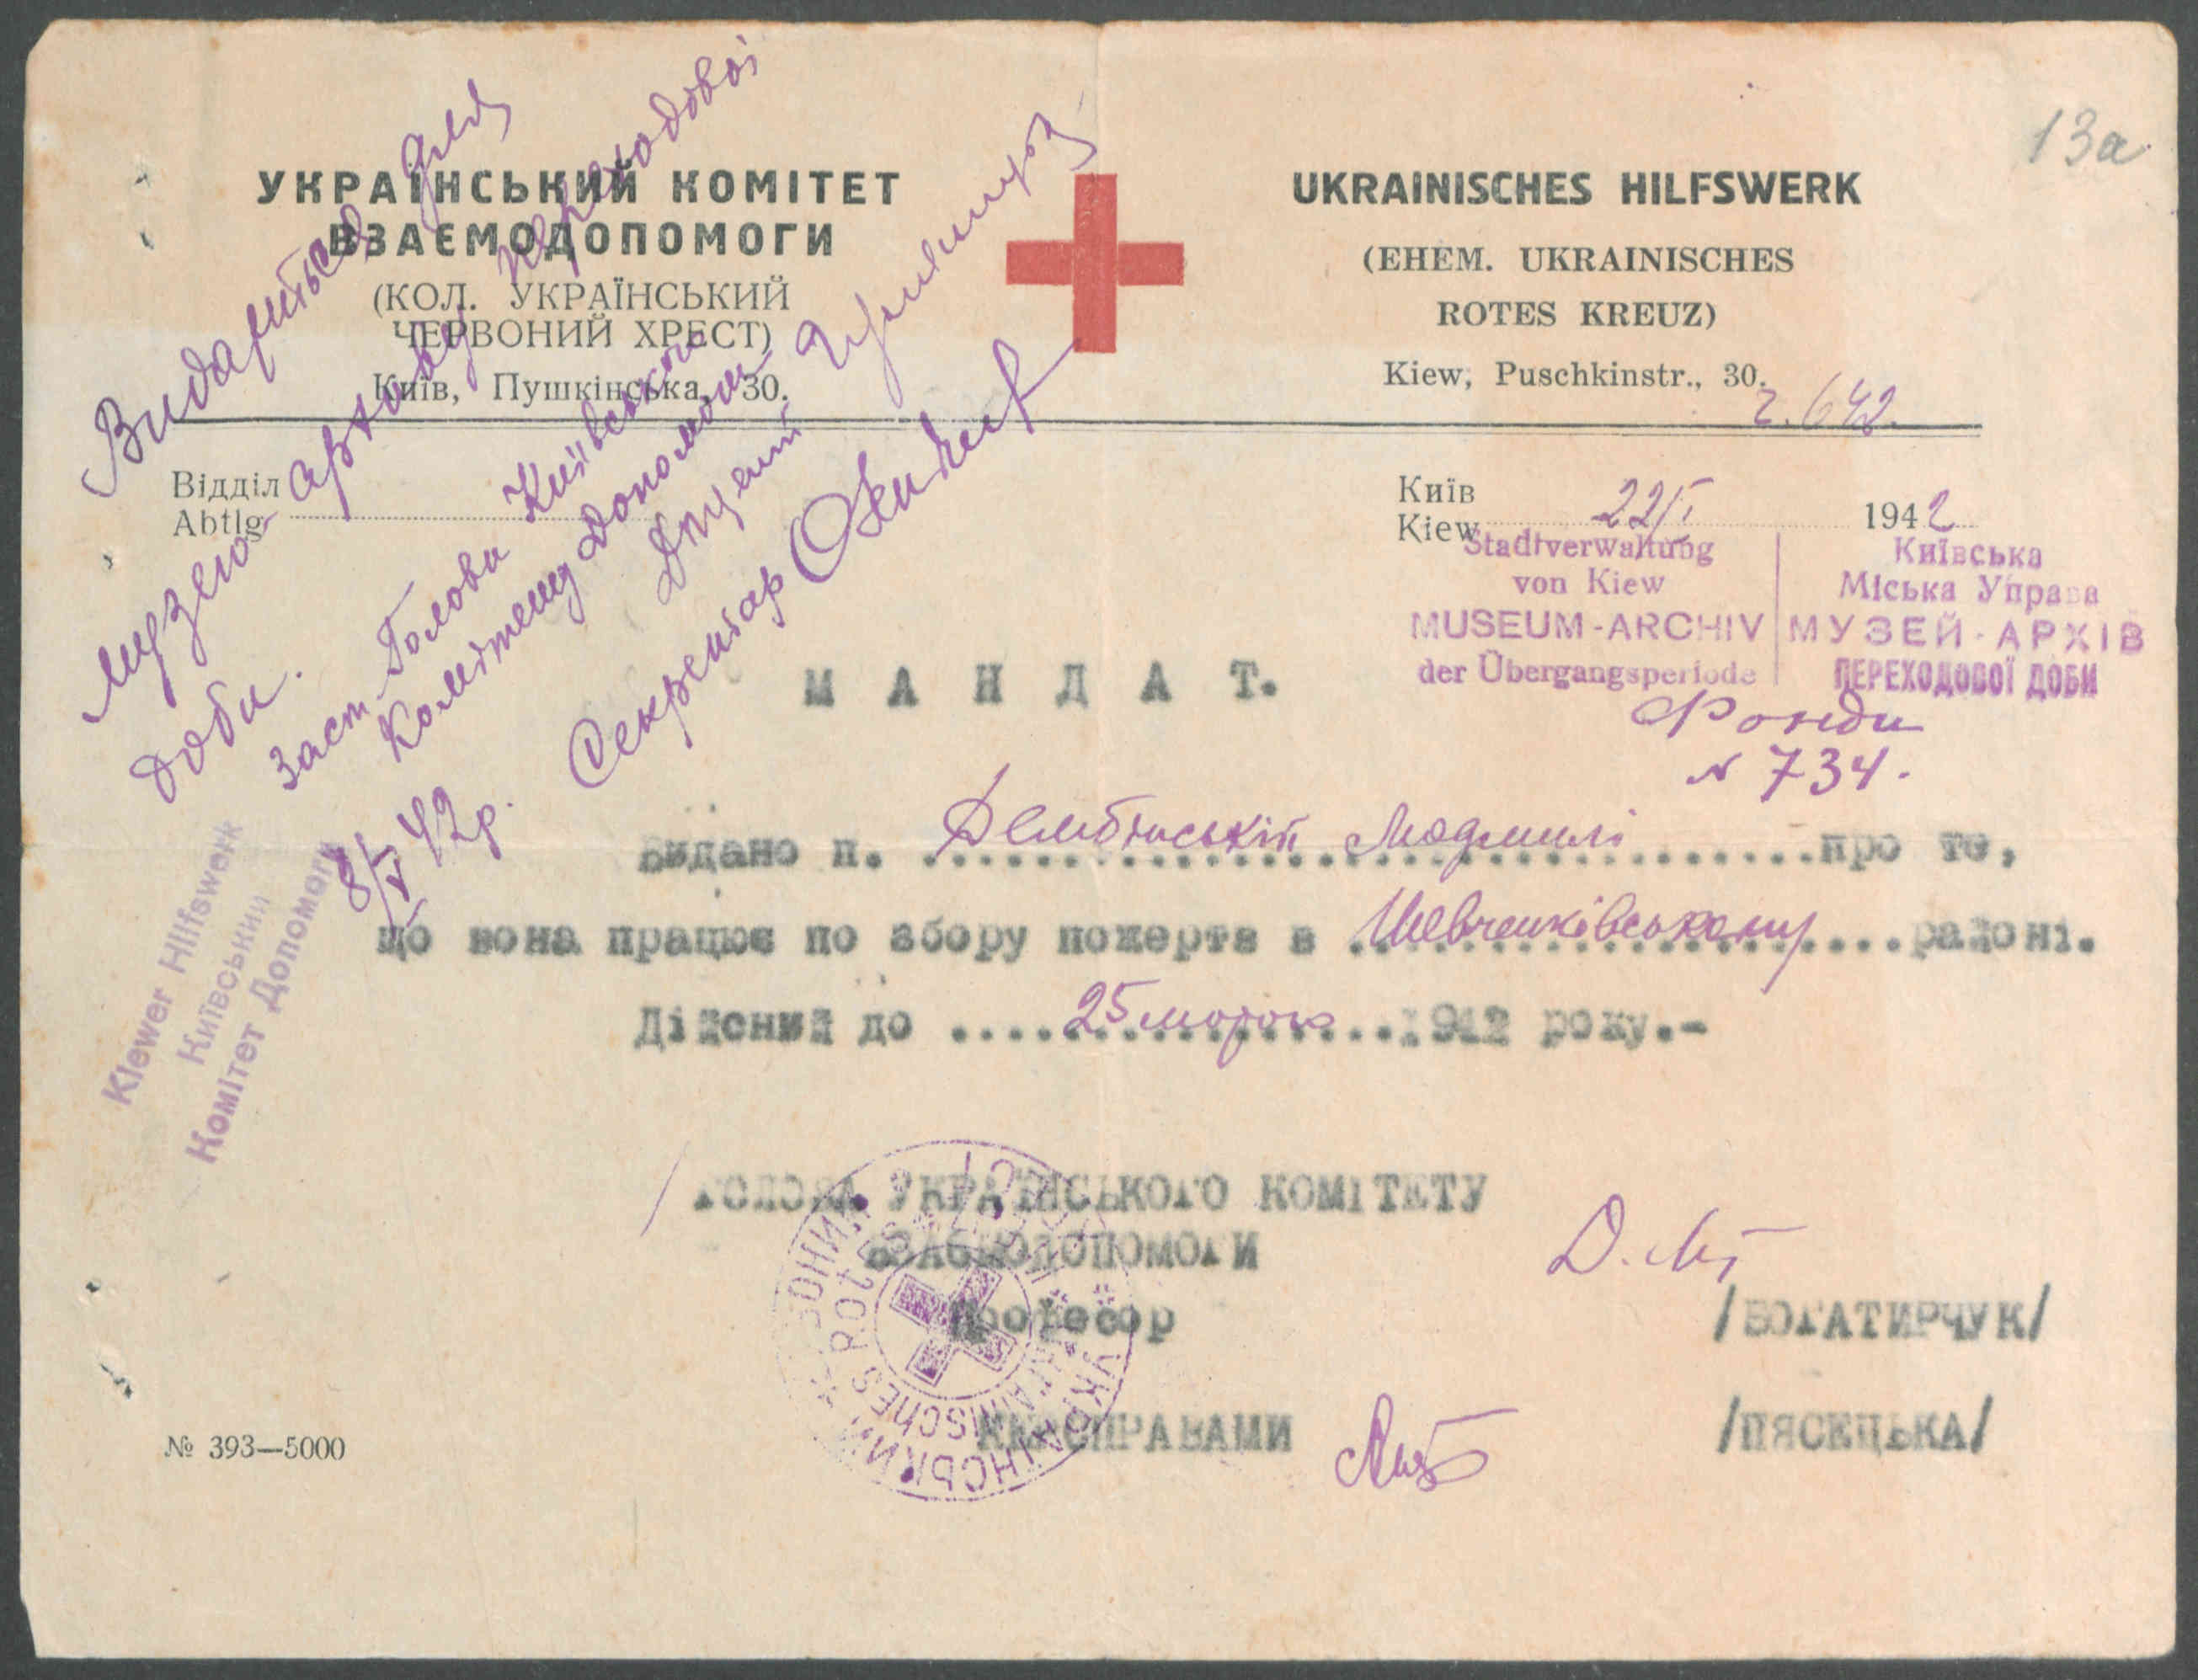 13а
УКРАЇНСЬКИЙ КОМІТЕТ
ВЗАЄМОДОПОМОГИ
(КОЛ. УКРАЇНСЬКИЙ
ЧЕРВОНИЙ ХРЕСТ)
Київ, Пушкінська, 30.
UKRAINISCHES HILFSWERK
(EHEM. UKRAINISCHES
ROTES KREUZ)
Kiew, Puschkinstr., 30.
ч. 642.
Відділ
Abtlg
Київ
Kiew 22/I 1942
Stadtverwaltung
von Kiew
MUSEUM-ARCHIV
der Übergangsperiode
Київська
Міська Управа
МУЗЕЙ-АРХІВ
ПЕРЕХОДОВОЇ ДОБИ
Фонди
№ 734.
для
музею архіву переходової
доби.
Заст. Голови Київського
Комітету Допомоги
Секретар
8/V 42р.
Kiewer Hilfswerk
Київський
Комітет Допомоги
МАНДАТ.
Видано п. Людмилі про те,
що вона працює по збору пожертв в Шевченківському районі.
Дійсний до 25 1942 року.-
ГОЛОВА УКРАЇНСЬКОГО КОМІТЕТУ
ВЗАЄМОДОПОМОГИ
Професор /БОГАТИРЧУК/
КЕР.СПРАВАМИ /ПЯСЕЦЬКА/
№ 393—5000